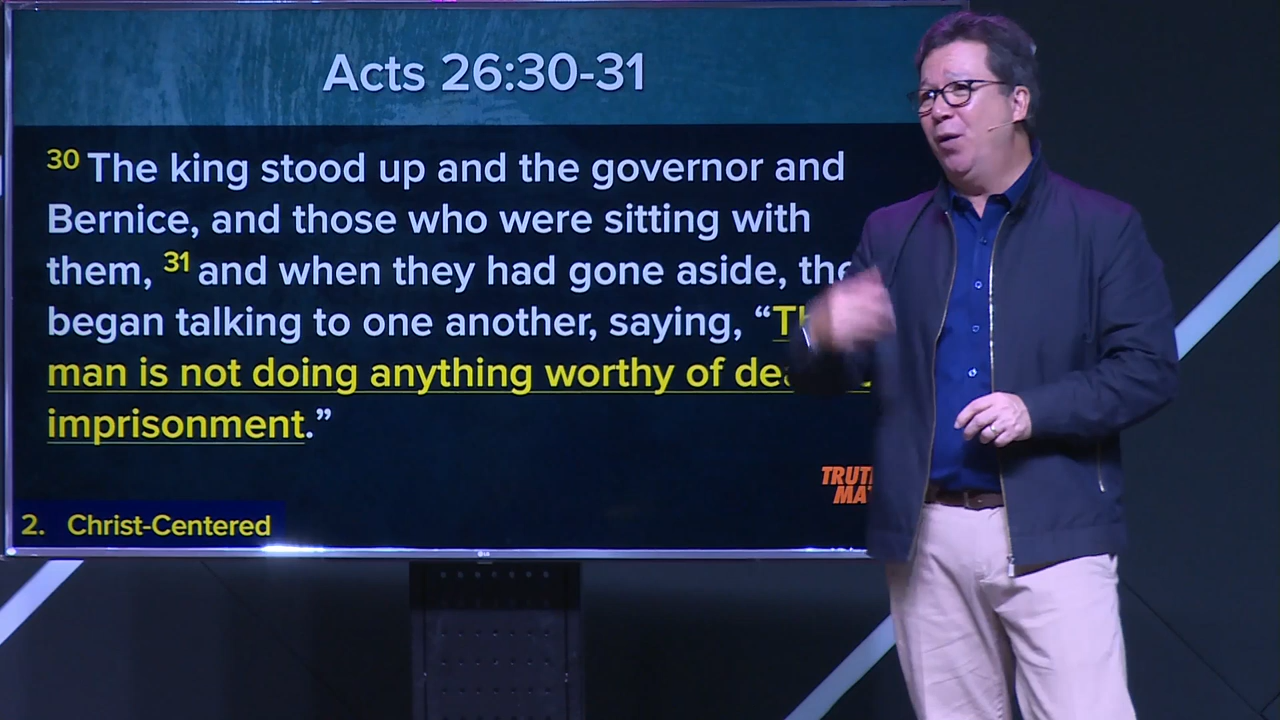 Acts 26:30-31
30 The king stood up and the governor and
Bernice, and those who were sitting with
them, 31 and when they had gone aside,
began talking to one another, saying, “
man is not doing anything worthy of
imprisonment.”
2. Christ-Centered
LG